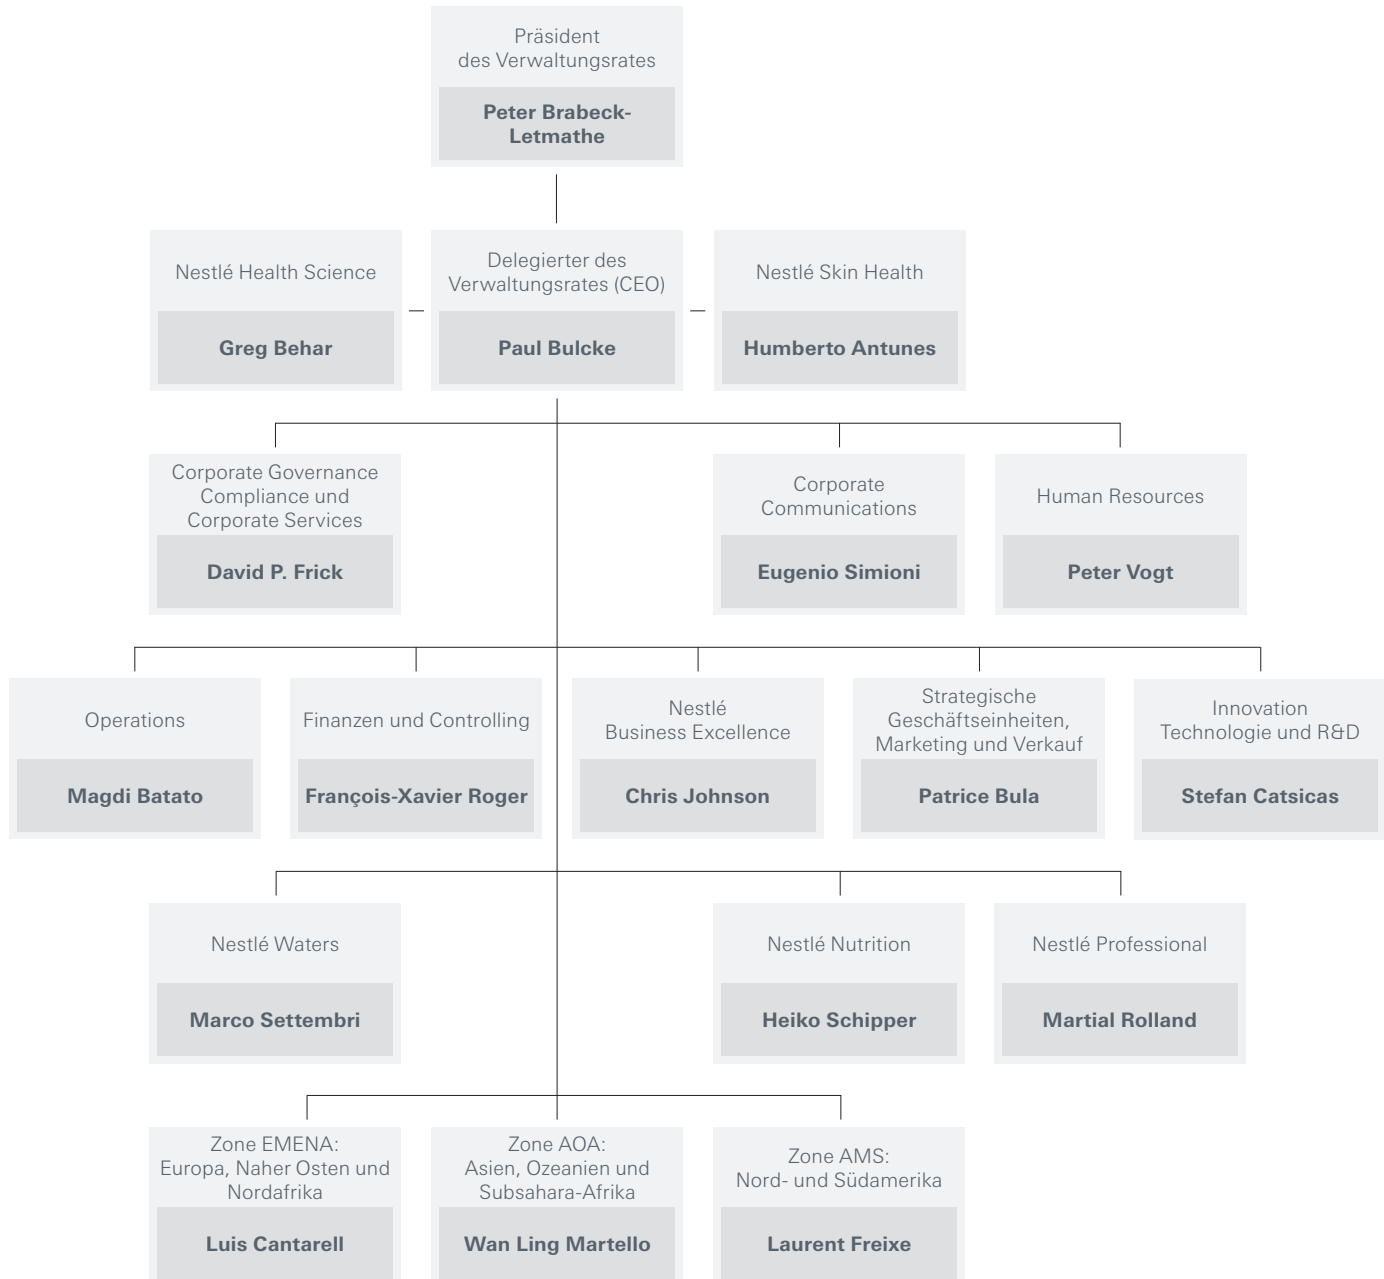 Präsident
des Verwaltungsrates
Peter Brabeck-
Letmathe
Nestlé Health Science
Greg Behar
Delegierter des
Verwaltungsrates (CEO)
Paul Bulcke
Nestlé Skin Health
Humberto Antunes
Corporate Governance
Compliance und
Corporate Services
David P. Frick
Corporate
Communications
Eugenio Simioni
Human Resources
Peter Vogt
Operations
Magdi Batato
Finanzen und Controlling
François-Xavier Roger
Nestlé
Business Excellence
Chris Johnson
Strategische
Geschäftseinheiten,
Marketing und Verkauf
Patrice Bula
Innovation
Technologie und R&D
Stefan Catsicas
Nestlé Waters
Marco Settembri
Nestlé Nutrition
Heiko Schipper
Nestlé Professional
Martial Rolland
Zone EMENA:
Europa, Naher Osten und
Nordafrika
Luis Cantarell
Zone AOA:
Asien, Ozeanien und
Subsahara-Afrika
Wan Ling Martello
Zone AMS:
Nord- und Südamerika
Laurent Freixe